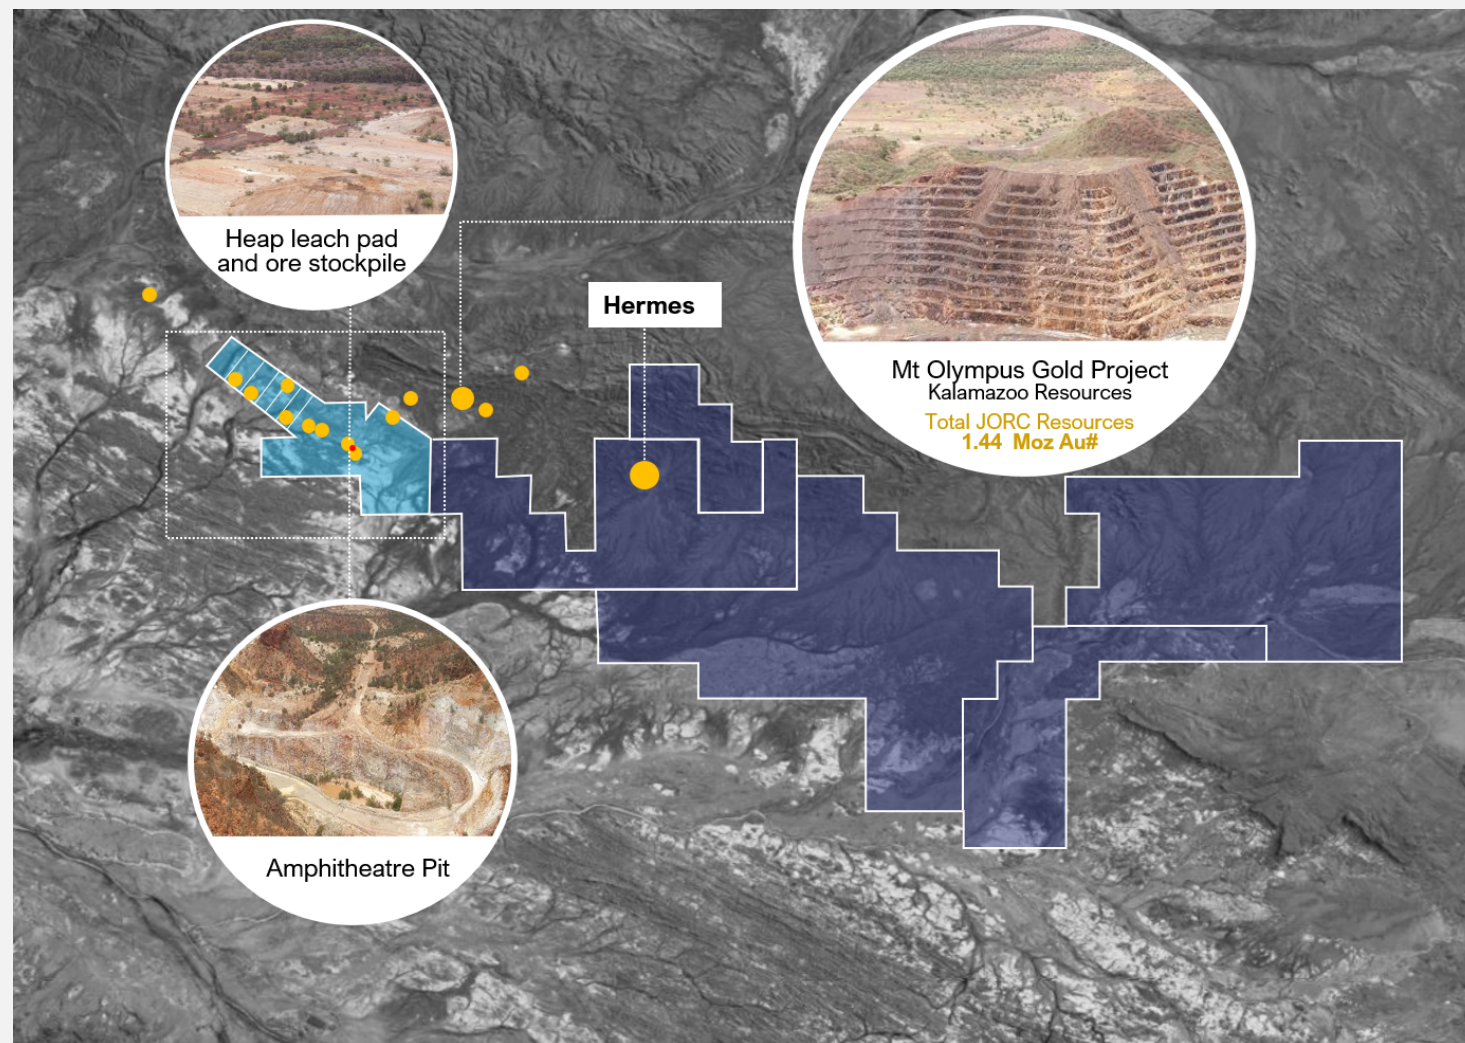 Heap leach pad
and ore stockpile
Hermes
Mt Olympus Gold Project
Kalamazoo Resources
Total JORC Resources
1.44 Moz Au#
Amphitheatre Pit